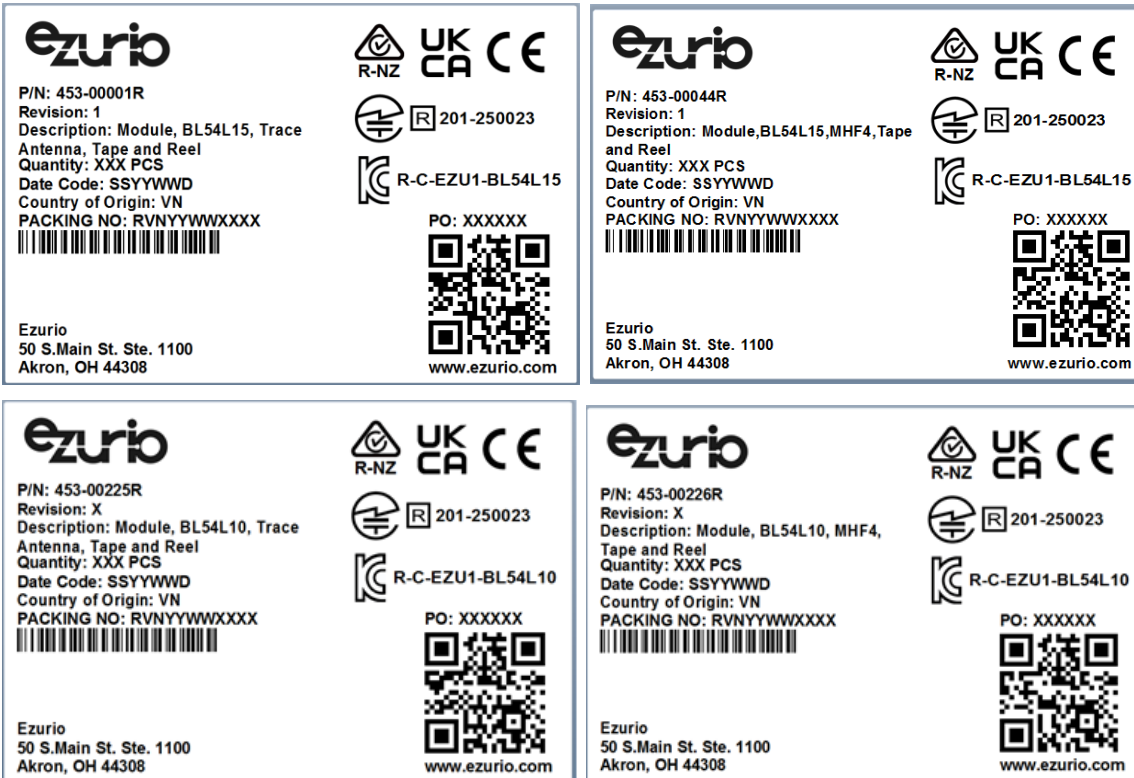 ezurio
R-NZ
UK
CA
CE
P/N: 453-00001R
Revision: 1
Description: Module, BL54L15, Trace
Antenna, Tape and Reel
Quantity: XXX PCS
Date Code: SSYYWWD
Country of Origin: VN
PACKING NO: RVNYYWWXXXX
R 201-250023
R-C-EZU1-BL54L15
PO: XXXXXX
Ezurio
50 S.Main St. Ste. 1100
Akron, OH 44308
www.ezurio.com
ezurio
R-NZ
UK
CA
CE
P/N: 453-00044R
Revision: 1
Description: Module,BL54L15,MHF4,Tape
and Reel
Quantity: XXX PCS
Date Code: SSYYWWD
Country of Origin: VN
PACKING NO: RVNYYWWXXXX
R 201-250023
R-C-EZU1-BL54L15
PO: XXXXXX
Ezurio
50 S.Main St. Ste. 1100
Akron, OH 44308
www.ezurio.com
ezurio
R-NZ
UK
CA
CE
P/N: 453-00225R
Revision: X
Description: Module, BL54L10, Trace
Antenna, Tape and Reel
Quantity: XXX PCS
Date Code: SSYYWWD
Country of Origin: VN
PACKING NO: RVNYYWWXXXX
R 201-250023
R-C-EZU1-BL54L10
PO: XXXXXX
Ezurio
50 S.Main St. Ste. 1100
Akron, OH 44308
www.ezurio.com
ezurio
R-NZ
UK
CA
CE
P/N: 453-00226R
Revision: X
Description: Module, BL54L10, MHF4,
Tape and Reel
Quantity: XXX PCS
Date Code: SSYYWWD
Country of Origin: VN
PACKING NO: RVNYYWWXXXX
R 201-250023
R-C-EZU1-BL54L10
PO: XXXXXX
Ezurio
50 S.Main St. Ste. 1100
Akron, OH 44308
www.ezurio.com